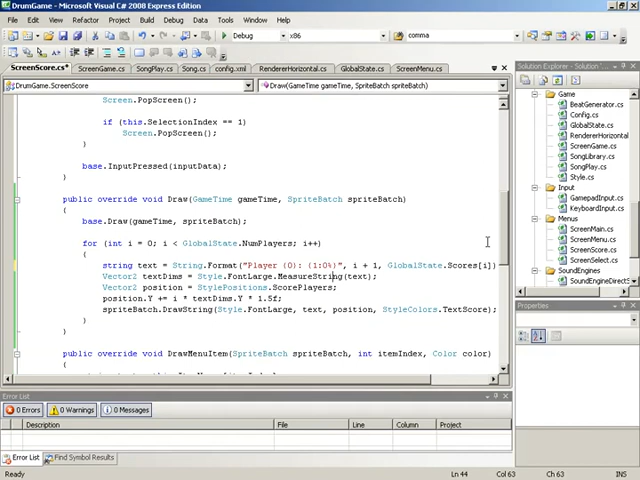 DrumGame - Microsoft Visual C# 2008 Express Edition
File Edit View Refactor Project Build Debug Data Tools Window Help
Debug x86 comma
ScreenScore.cs* ScreenGame.cs SongPlay.cs Song.cs config.xml RendererHorizontal.cs GlobalState.cs ScreenMenu.cs
Solution Explorer - Solution ...
DrumGame.ScreenScore Draw(GameTime gameTime, SpriteBatch spriteBatch)
Screen.PopScreen();
if (this.SelectionIndex == 1)
Screen.PopScreen();
}
base.InputPressed(inputData);
}
public override void Draw(GameTime gameTime, SpriteBatch spriteBatch)
{
base.Draw(gameTime, spriteBatch);
for (int i = 0; i < GlobalState.NumPlayers; i++)
{
string text = String.Format("Player {0}: {1:0%}", i + 1, GlobalState.Scores[i])
Vector2 textDims = Style.FontLarge.MeasureString(text);
Vector2 position = StylePositions.ScorePlayers;
position.Y += i * textDims.Y * 1.5f;
spriteBatch.DrawString(Style.FontLarge, text, position, StyleColors.TextScore);
}
}
public override void DrawMenuItem(SpriteBatch spriteBatch, int itemIndex, Color color)
{
Game
BeatGenerator.cs
Config.cs
GlobalState.cs
RendererHorizontal.cs
ScreenGame.cs
SongLibrary.cs
SongPlay.cs
Style.cs
Input
GamepadInput.cs
KeyboardInput.cs
Menus
ScreenMain.cs
ScreenMenu.cs
ScreenScore.cs
ScreenSelect.cs
SoundEngines
SoundEngineDirectS
Properties
Error List
0 Errors 0 Warnings 0 Messages
Description File Line Column Project
Error List Find Symbol Results
Ready Ln 44 Col 63 Ch 63 INS